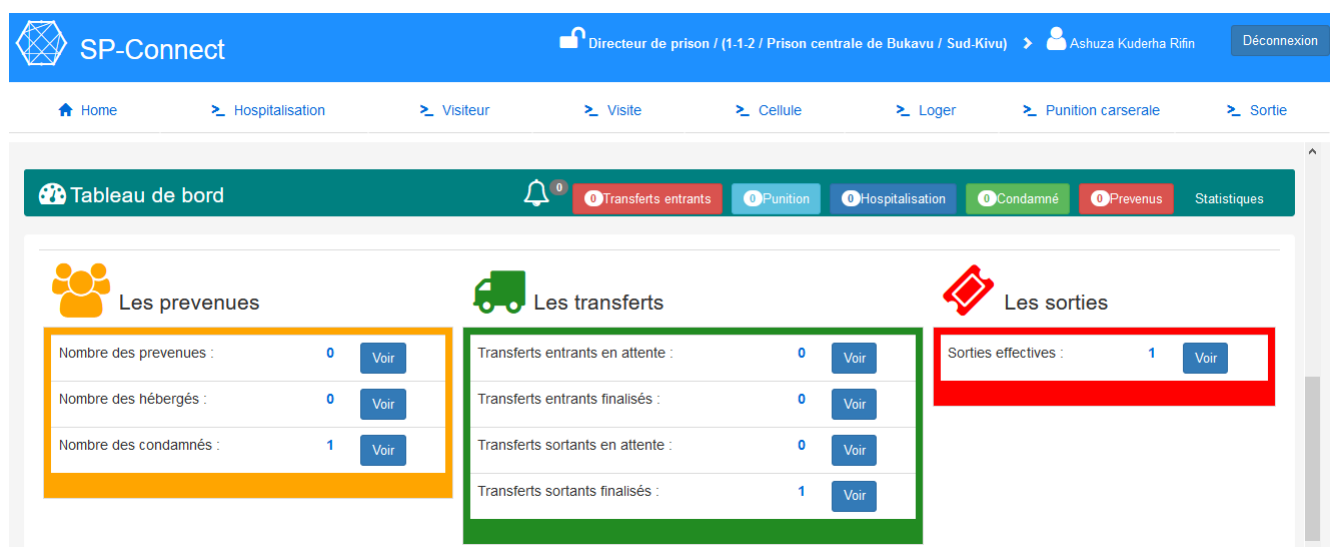 SP-Connect
Directeur de prison / (1-1-2 / Prison centrale de Bukavu / Sud-Kivu)
Ashuza Kuderha Rifin
Déconnexion
Home
Hospitalisation
Visiteur
Visite
Cellule
Loger
Punition carserale
Sortie
Tableau de bord
0
0 Transferts entrants
0 Punition
0 Hospitalisation
0 Condamné
0 Prevenus
Statistiques
Les prevenues
Nombre des prevenues : 0 Voir
Nombre des hébergés : 0 Voir
Nombre des condamnés : 1 Voir
Les transferts
Transferts entrants en attente : 0 Voir
Transferts entrants finalisés : 0 Voir
Transferts sortants en attente : 0 Voir
Transferts sortants finalisés : 1 Voir
Les sorties
Sorties effectives : 1 Voir